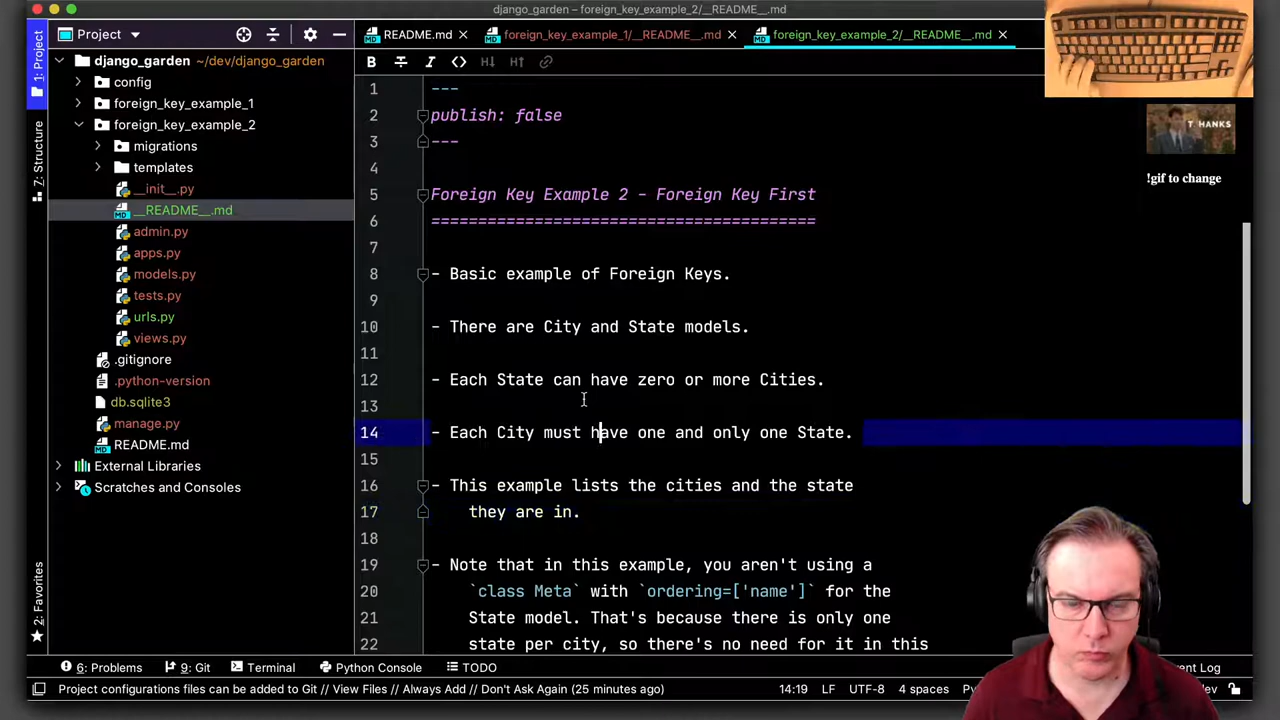 django_garden – foreign_key_example_2/__README__.md
1: Project
Project
README.md
foreign_key_example_1/__README__.md
foreign_key_example_2/__README__.md
django_garden ~/dev/django_garden
config
foreign_key_example_1
foreign_key_example_2
migrations
templates
__init__.py
__README__.md
admin.py
apps.py
models.py
tests.py
urls.py
views.py
.gitignore
.python-version
db.sqlite3
manage.py
README.md
External Libraries
Scratches and Consoles
7: Structure
2: Favorites
B
I
1 ---
2 publish: false
3 ---
4
5 Foreign Key Example 2 - Foreign Key First
6 =========================================
7
8 - Basic example of Foreign Keys.
9
10 - There are City and State models.
11
12 - Each State can have zero or more Cities.
13
14 - Each City must have one and only one State.
15
16 - This example lists the cities and the state
17 they are in.
18
19 - Note that in this example, you aren't using a
20 `class Meta` with `ordering=['name']` for the
21 State model. That's because there is only one
22 state per city, so there's no need for it in this
T. HANKS
!gif to change
6: Problems
9: Git
Terminal
Python Console
TODO
Log
Project configurations files can be added to Git // View Files // Always Add // Don't Ask Again (25 minutes ago)
14:19
LF
UTF-8
4 spaces